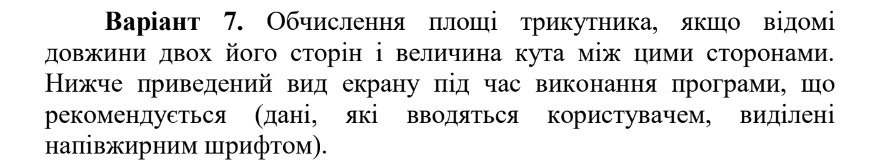 Варіант 7. Обчислення площі трикутника, якщо відомі
довжини двох його сторін і величина кута між цими сторонами.
Нижче приведений вид екрану під час виконання програми, що
рекомендується (дані, які вводяться користувачем, виділені
напівжирним шрифтом).